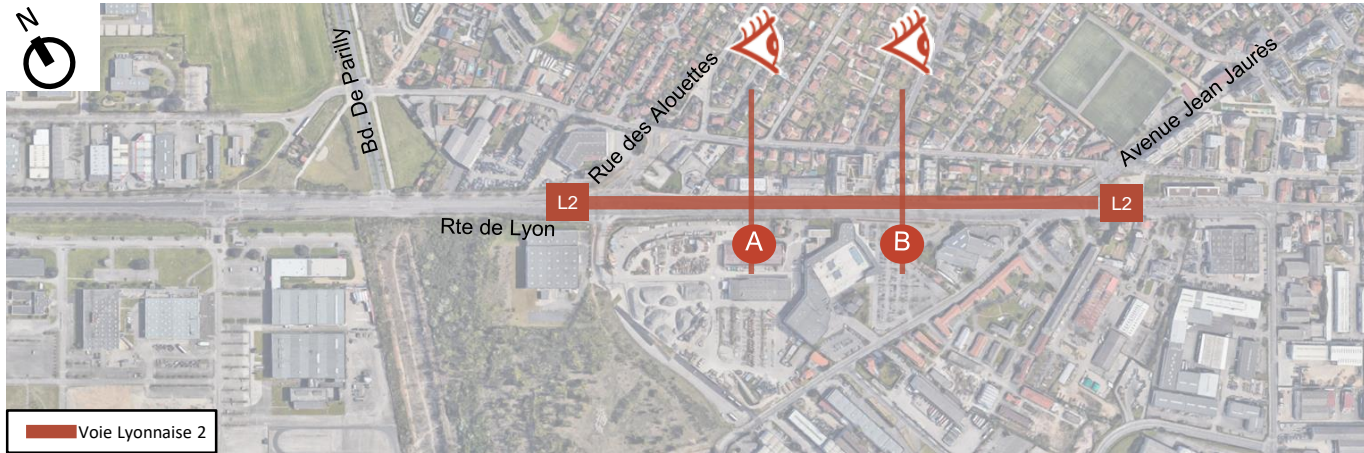 N
Bd. De Parilly
Rue des Alouettes
Avenue Jean Jaurès
L2
L2
Rte de Lyon
A
B
Voie Lyonnaise 2